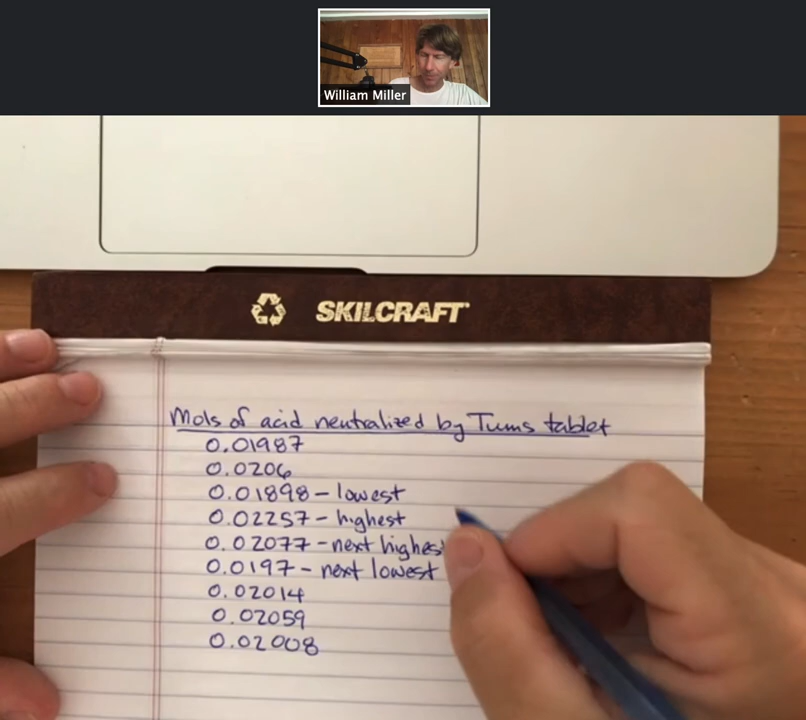 William Miller
SKILCRAFT
Mols of acid neutralized by Tums tablet
0.01987
0.0206
0.01898 - lowest
0.02257 - highest
0.02077 - next highes
0.0197 - next lowest
0.02014
0.02059
0.02008